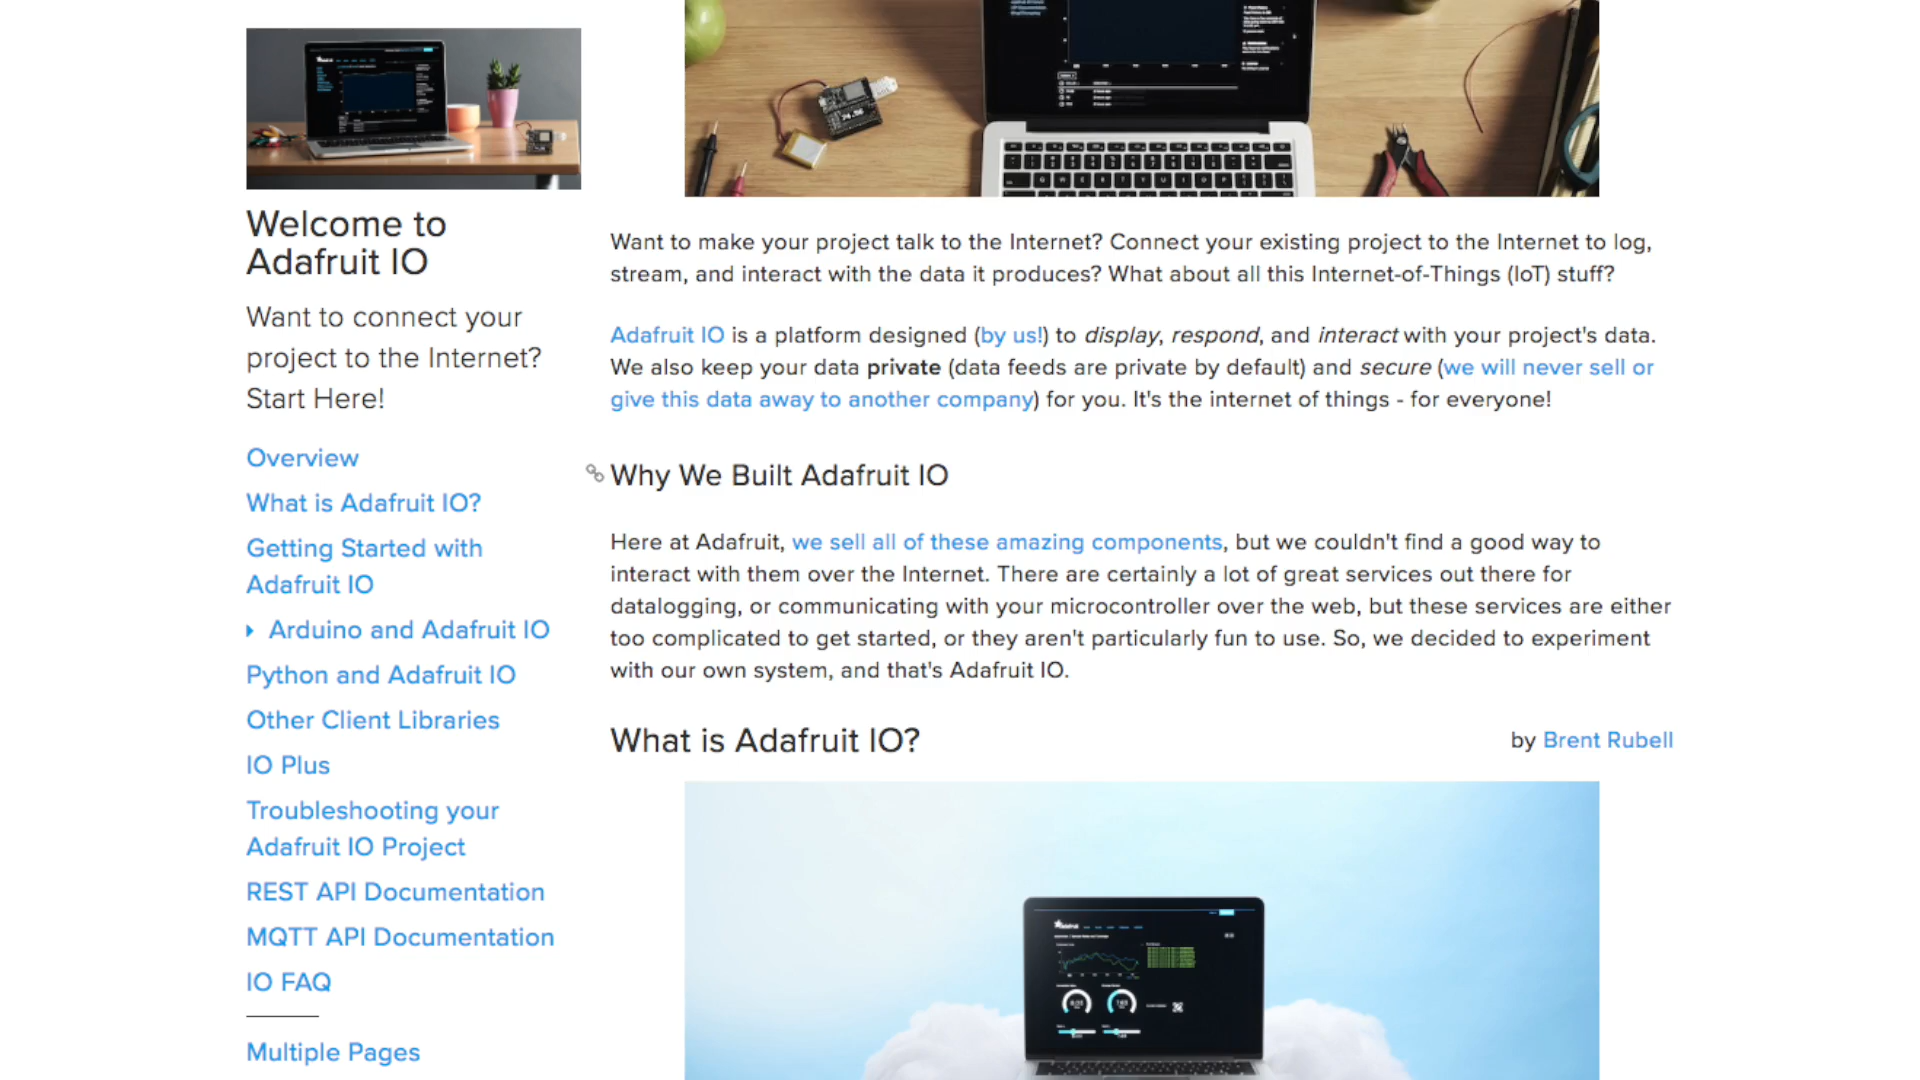 Welcome to
Adafruit IO
Want to connect your
project to the Internet?
Start Here!
Overview
What is Adafruit IO?
Getting Started with
Adafruit IO
Arduino and Adafruit IO
Python and Adafruit IO
Other Client Libraries
IO Plus
Troubleshooting your
Adafruit IO Project
REST API Documentation
MQTT API Documentation
IO FAQ
Multiple Pages
Want to make your project talk to the Internet? Connect your existing project to the Internet to log,
stream, and interact with the data it produces? What about all this Internet-of-Things (IoT) stuff?
Adafruit IO is a platform designed (by us!) to display, respond, and interact with your project's data.
We also keep your data private (data feeds are private by default) and secure (we will never sell or
give this data away to another company) for you. It's the internet of things - for everyone!
Why We Built Adafruit IO
Here at Adafruit, we sell all of these amazing components, but we couldn't find a good way to
interact with them over the Internet. There are certainly a lot of great services out there for
datalogging, or communicating with your microcontroller over the web, but these services are either
too complicated to get started, or they aren't particularly fun to use. So, we decided to experiment
with our own system, and that's Adafruit IO.
What is Adafruit IO?
by Brent Rubell